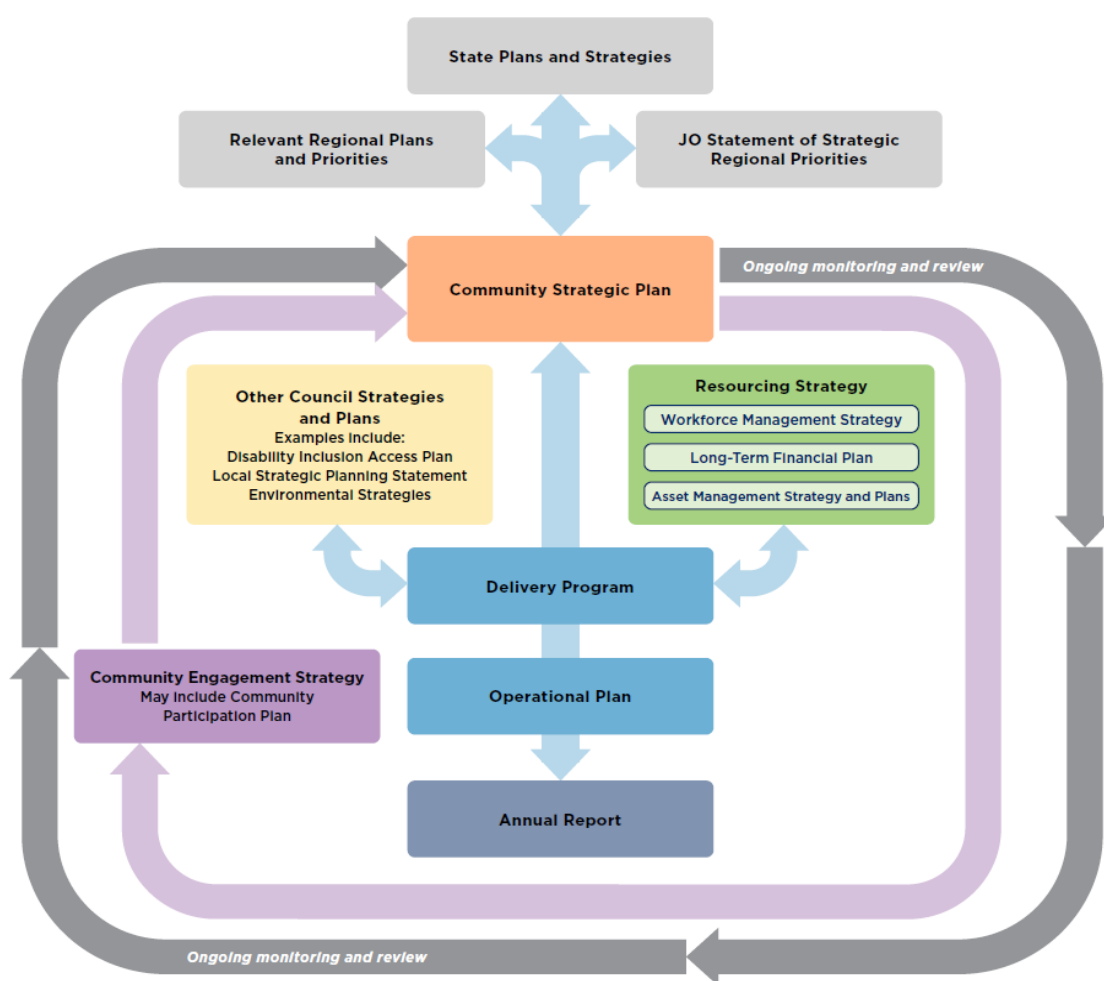 State Plans and Strategies
Relevant Regional Plans
and Priorities
JO Statement of Strategic
Regional Priorities
Community Strategic Plan
Ongoing monitoring and review
Other Council Strategies
and Plans
Examples include:
Disability Inclusion Access Plan
Local Strategic Planning Statement
Environmental Strategies
Resourcing Strategy
Workforce Management Strategy
Long-Term Financial Plan
Asset Management Strategy and Plans
Delivery Program
Community Engagement Strategy
May Include Community
Participation Plan
Operational Plan
Annual Report
Ongoing monitoring and review